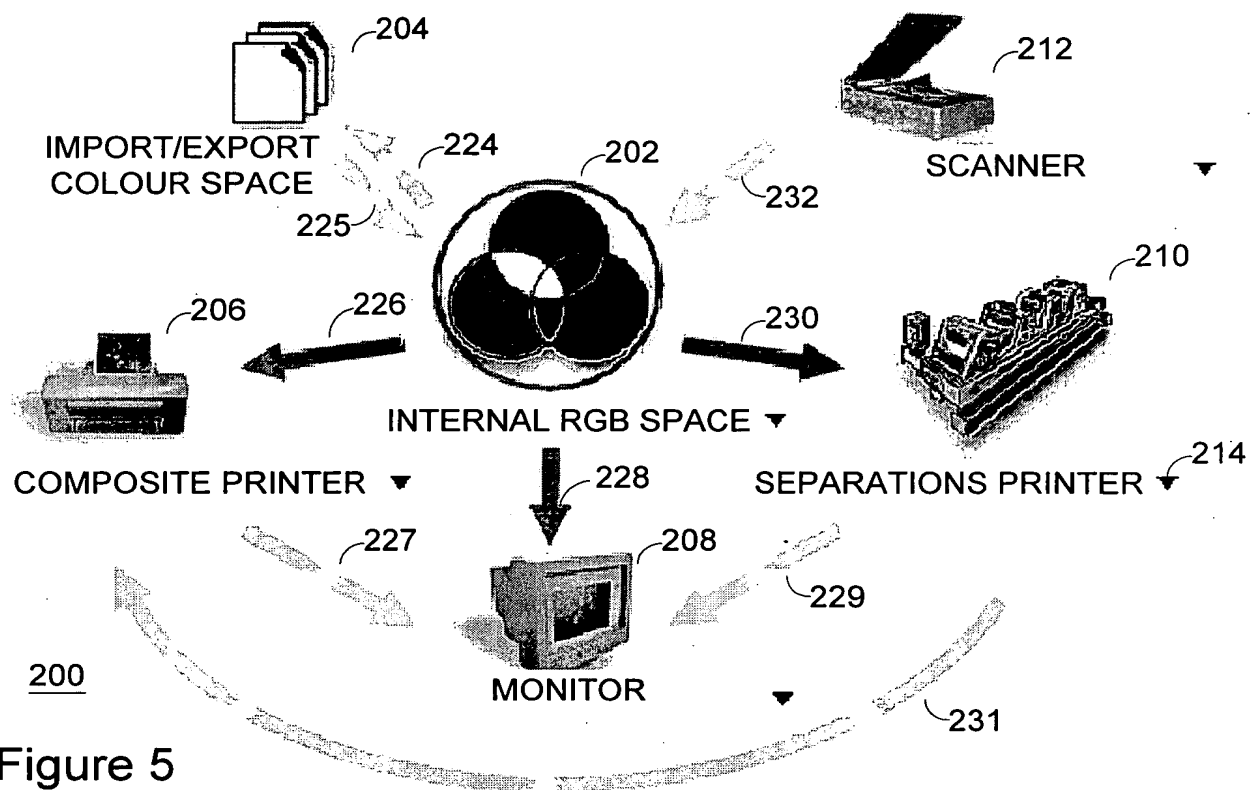 204
212
IMPORT/EXPORT
COLOUR SPACE
224
202
SCANNER
225
232
210
206
226
230
INTERNAL RGB SPACE
COMPOSITE PRINTER
228
SEPARATIONS PRINTER
214
227
208
229
200
MONITOR
231
Figure 5